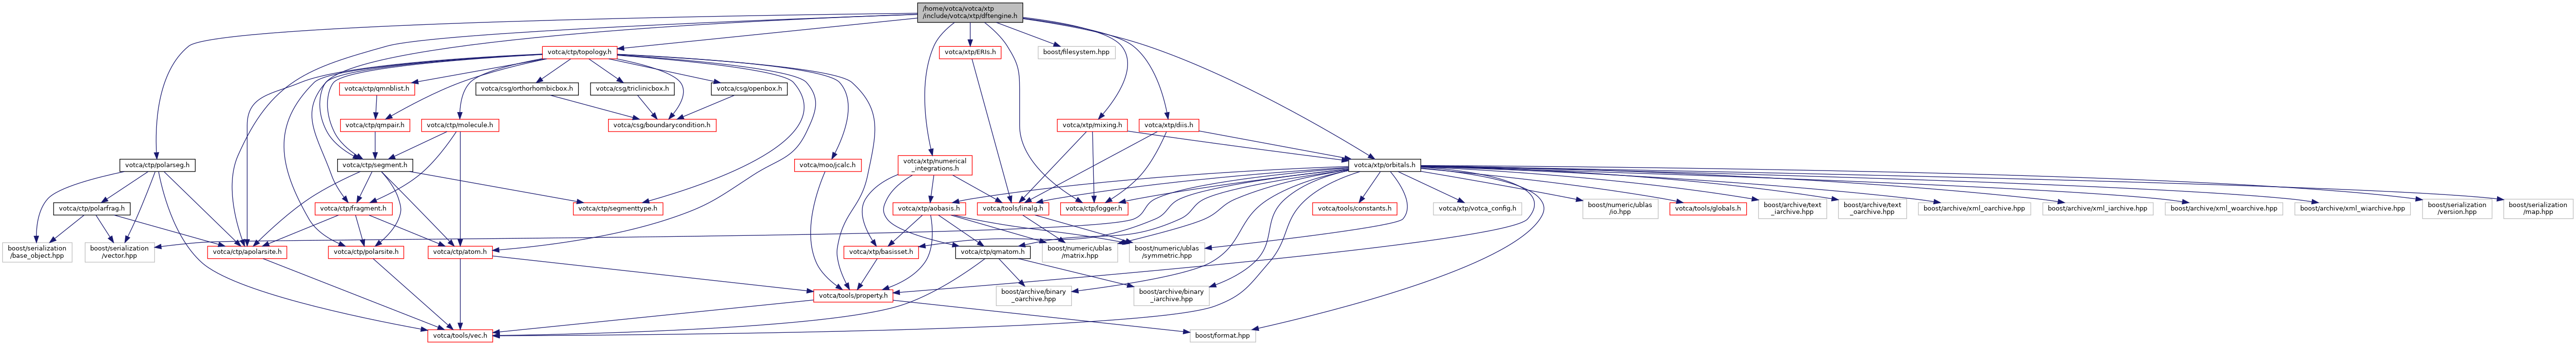 /home/votca/votca/xtp
/include/votca/xtp/dftengine.h
votca/ctp/topology.h
votca/xtp/ERIs.h
boost/filesystem.hpp
votca/ctp/qmnblist.h
votca/csg/orthorhombicbox.h
votca/csg/triclinicbox.h
votca/csg/openbox.h
votca/ctp/qmpair.h
votca/ctp/molecule.h
votca/csg/boundarycondition.h
votca/xtp/mixing.h
votca/xtp/diis.h
votca/ctp/polarseg.h
votca/ctp/segment.h
votca/moo/jcalc.h
votca/xtp/numerical
_integrations.h
votca/xtp/orbitals.h
votca/ctp/polarfrag.h
votca/ctp/fragment.h
votca/ctp/segmenttype.h
votca/xtp/aobasis.h
votca/tools/linalg.h
votca/ctp/logger.h
votca/tools/constants.h
votca/xtp/votca_config.h
boost/numeric/ublas
/io.hpp
votca/tools/globals.h
boost/archive/text
_iarchive.hpp
boost/archive/text
_oarchive.hpp
boost/archive/xml_oarchive.hpp
boost/archive/xml_iarchive.hpp
boost/archive/xml_woarchive.hpp
boost/archive/xml_wiarchive.hpp
boost/serialization
/version.hpp
boost/serialization
/map.hpp
boost/serialization
/base_object.hpp
boost/serialization
/vector.hpp
votca/ctp/apolarsite.h
votca/ctp/polarsite.h
votca/ctp/atom.h
votca/xtp/basisset.h
votca/ctp/qmatom.h
boost/numeric/ublas
/matrix.hpp
boost/numeric/ublas
/symmetric.hpp
votca/tools/property.h
boost/archive/binary
_oarchive.hpp
boost/archive/binary
_iarchive.hpp
votca/tools/vec.h
boost/format.hpp